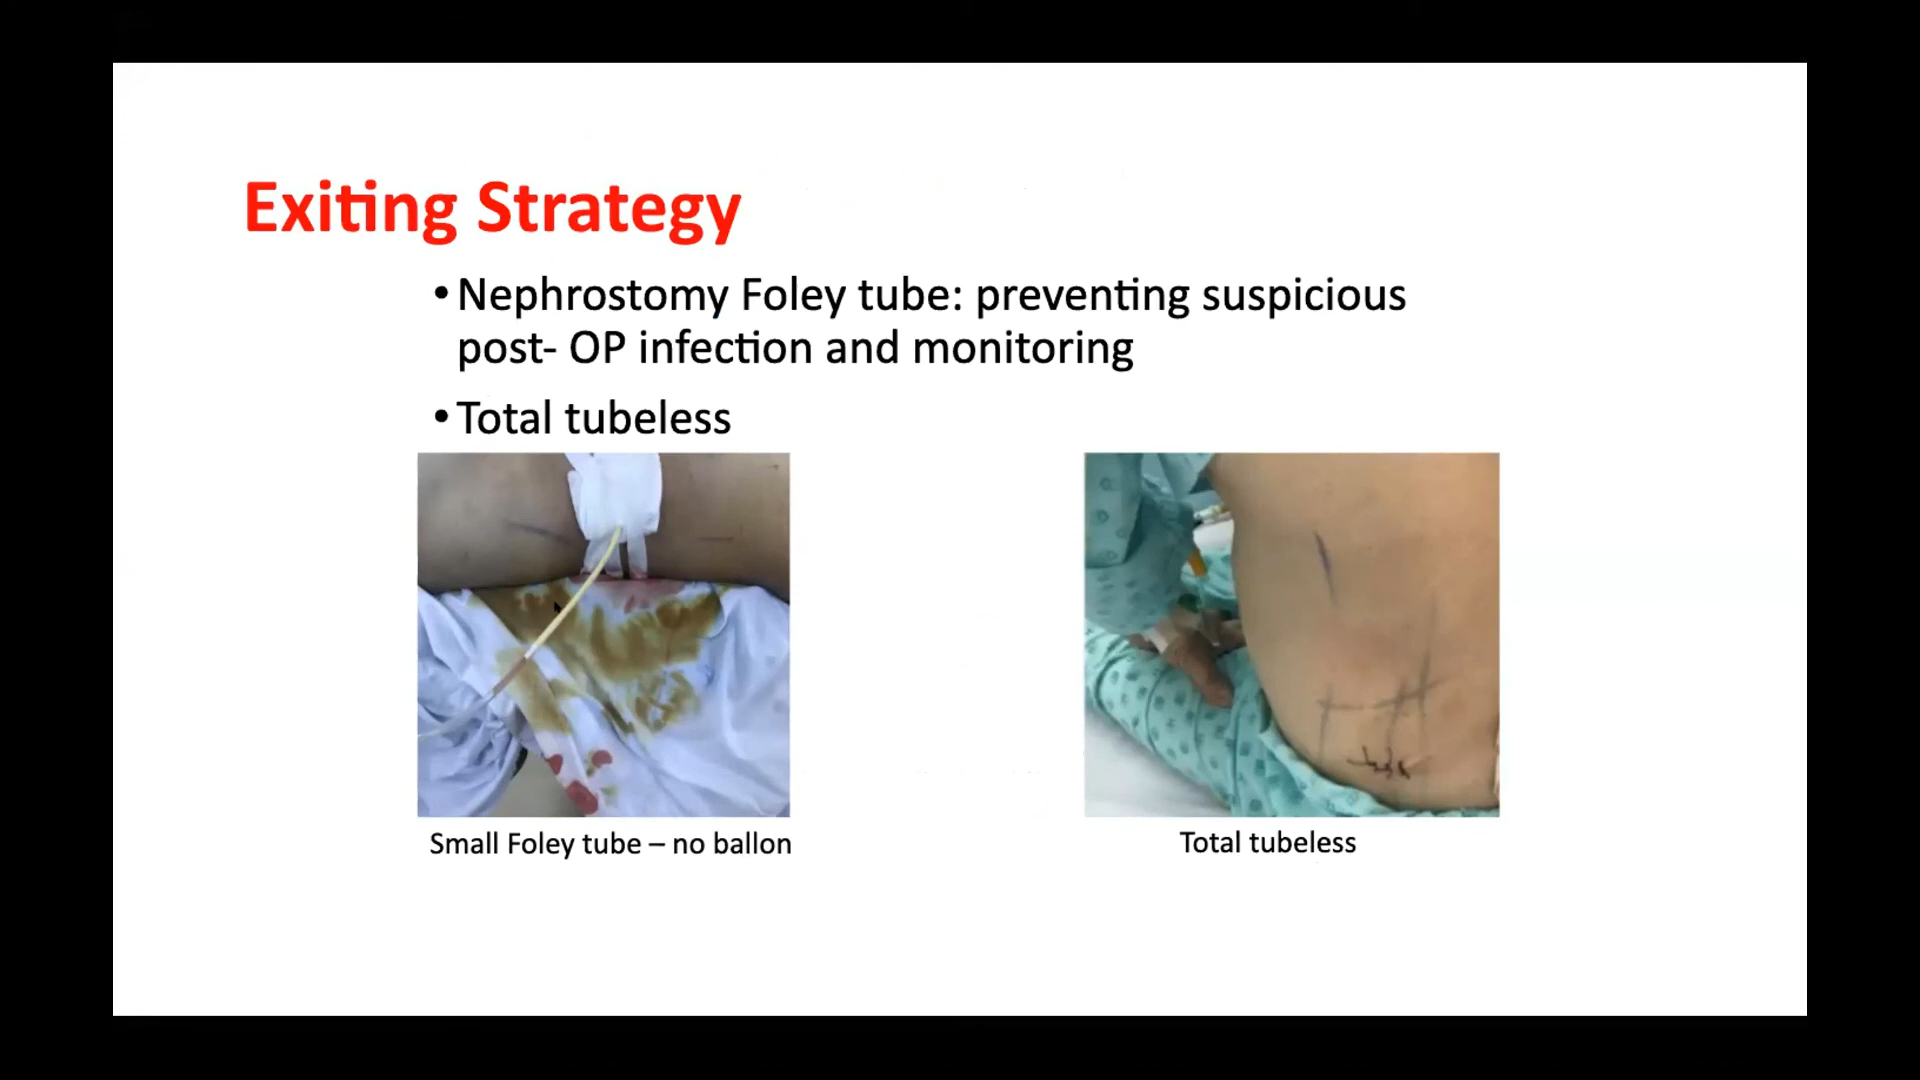 Exiting Strategy
• Nephrostomy Foley tube: preventing suspicious
post- OP infection and monitoring
• Total tubeless
Small Foley tube – no ballon
Total tubeless